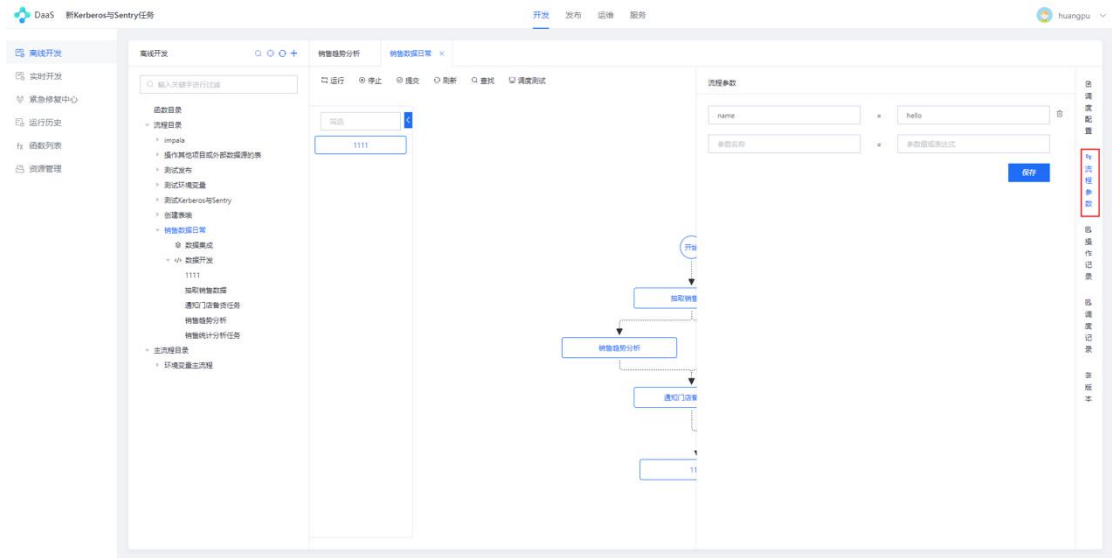 DaaS 新Kerberos与Sentry任务 开发 发布 运维 服务 huangpu
离线开发
实时开发
紧急修复中心
运行历史
fx 函数列表
资源管理
离线开发
输入关键字进行过滤
函数目录
流程目录
impala
操作其他项目或外部数据源的表
测试发布
测试环境变量
测试Kerberos与Sentry
创建表哦
销售数据日常
数据集成
</> 数据开发
1111
抽取销售数据
通知门店备货任务
销售趋势分析
销售统计分析任务
主流程目录
环境变量主流程
销售趋势分析 销售数据日常 ×
运行 停止 提交 刷新 查找 调度测试
筛选
1111
开始
抽取销售
销售趋势分析
通知门店备
11
流程参数
name = hello
参数名称 = 参数值或表达式
保存
调度配置
流程参数
操作记录
调度记录
版本